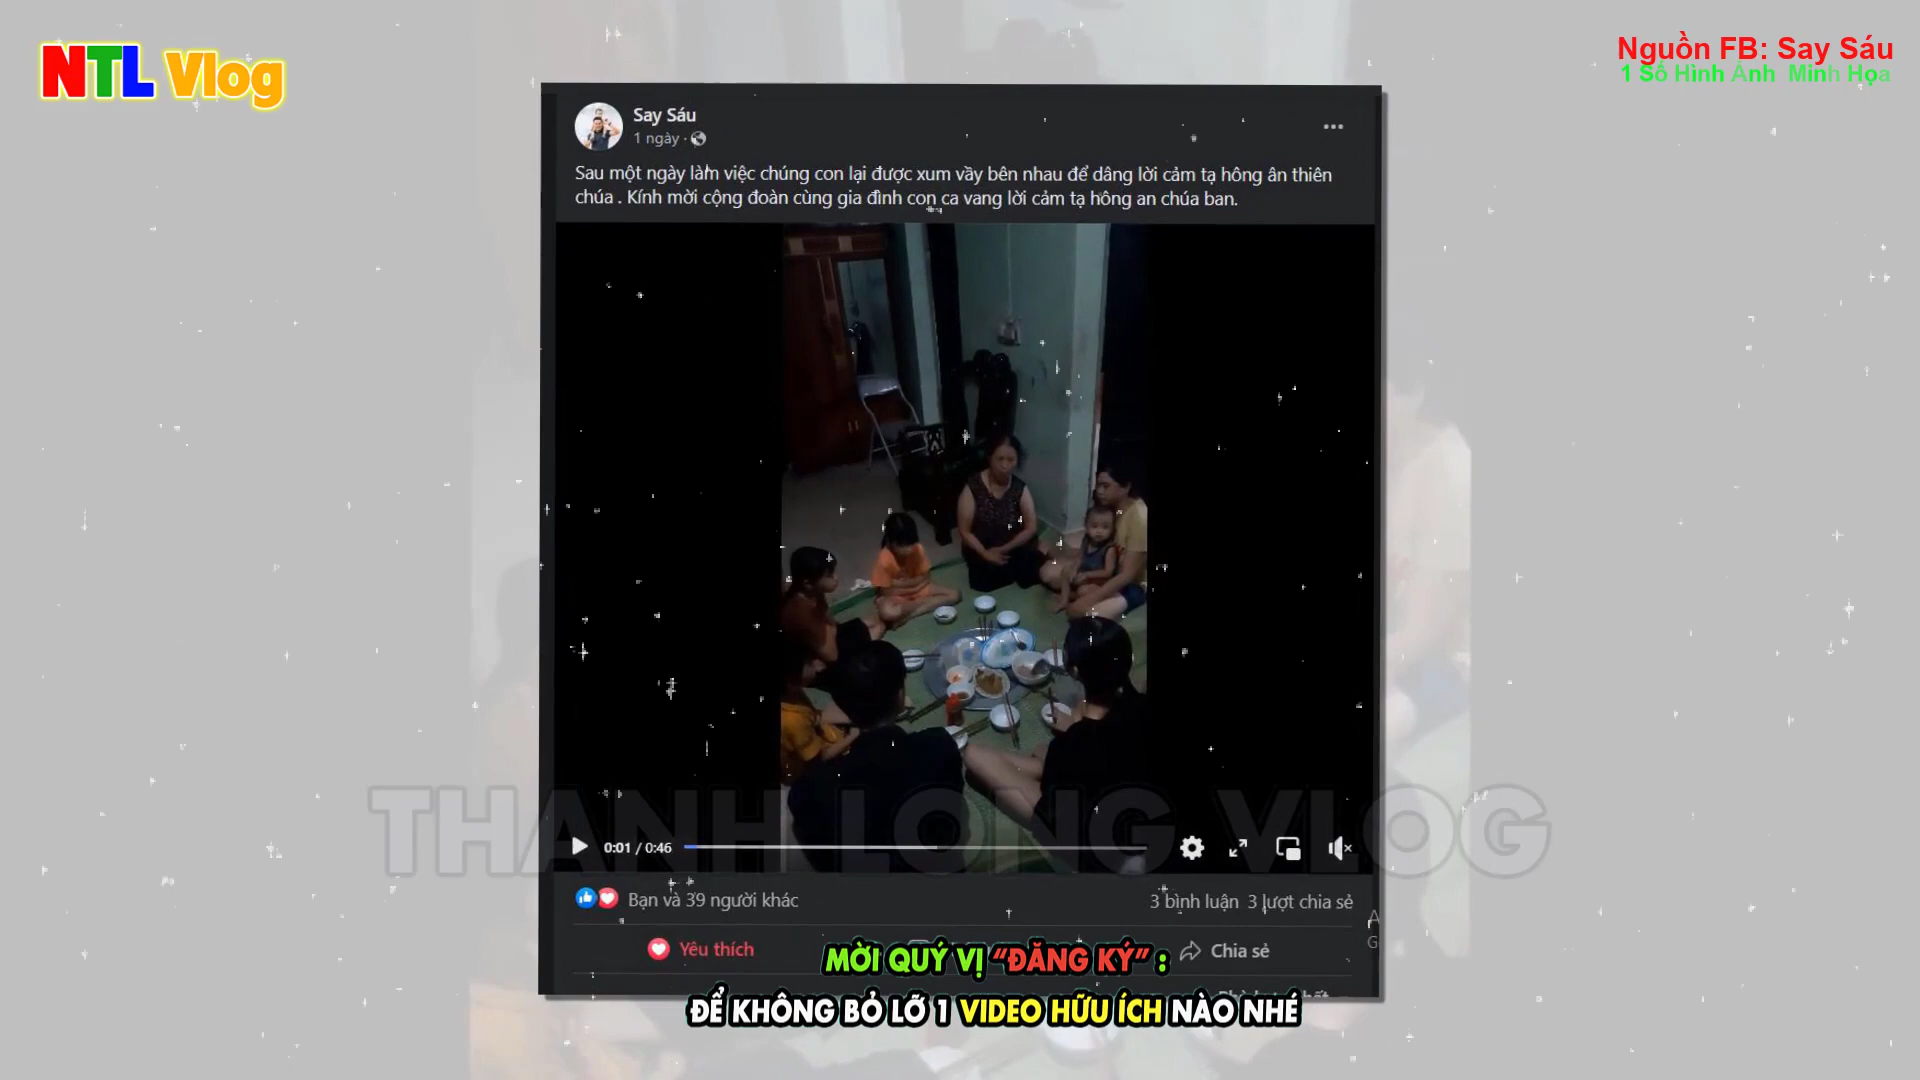 NTL Vlog
Nguồn FB: Say Sáu
1 Số Hình Ảnh Minh Họa
Say Sáu
1 ngày
Sau một ngày làm việc chúng con lại được xum vầy bên nhau để dâng lời cảm tạ hông ân thiên
chúa . Kính mời cộng đoàn cùng gia đình con ca vang lời cảm tạ hông an chúa ban.
THANH LONG VLOG
0:01 / 0:46
Bạn và 39 người khác
3 bình luận 3 lượt chia sẻ
Yêu thích
Chia sẻ
MỜI QUÝ VỊ “ĐĂNG KÝ” :
ĐỂ KHÔNG BỎ LỠ 1 VIDEO HỮU ÍCH NÀO NHÉ